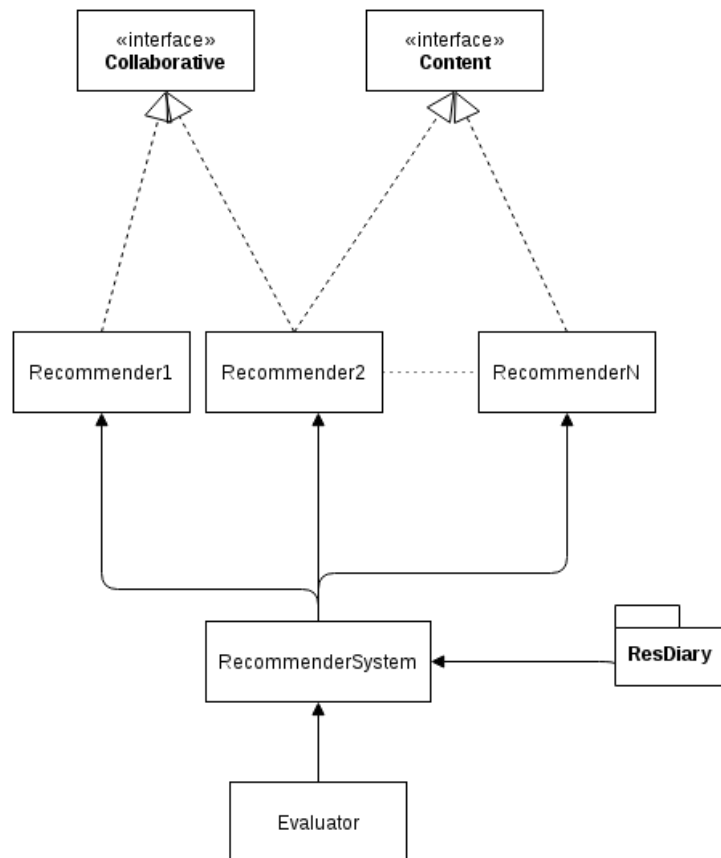 «interface»
Collaborative
«interface»
Content
Recommender1
Recommender2
RecommenderN
RecommenderSystem
ResDiary
Evaluator